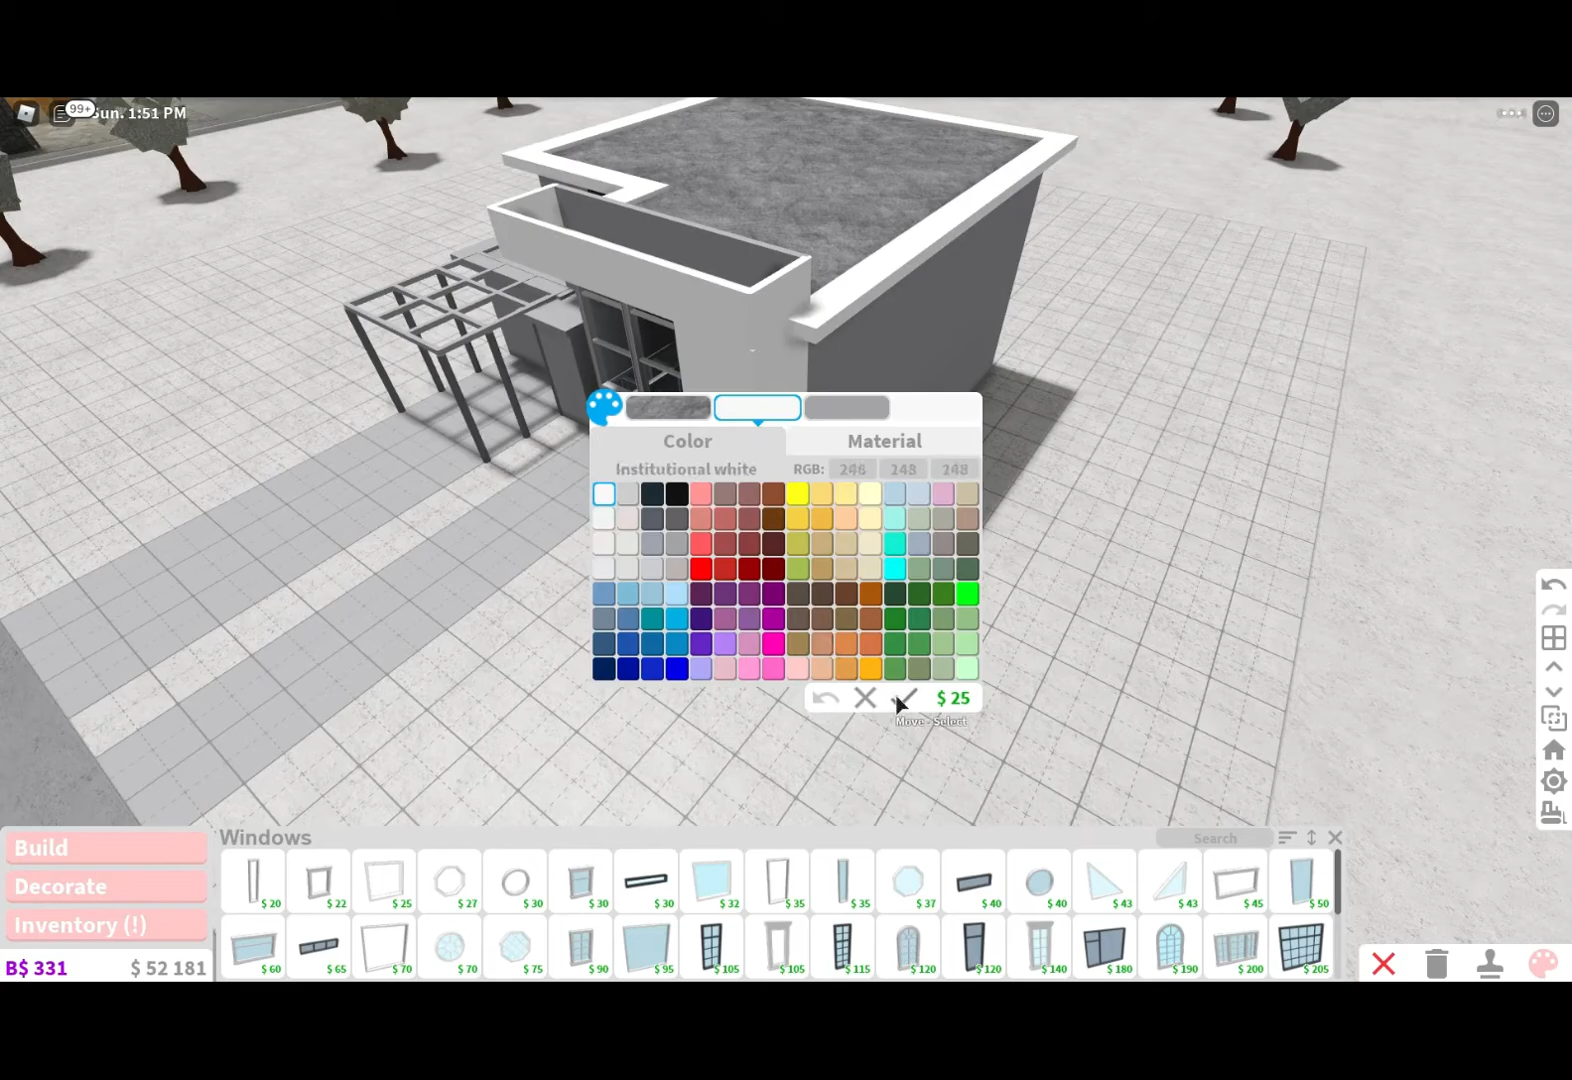 99+
Sun. 1:51 PM
Color
Material
Institutional white
RGB: 248 248 248
$ 25
Move - Select
Windows
Search
Build
Decorate
Inventory (!)
B$ 331
$ 52 181
$ 20
$ 22
$ 25
$ 27
$ 30
$ 30
$ 30
$ 32
$ 35
$ 35
$ 37
$ 40
$ 40
$ 43
$ 43
$ 45
$ 50
$ 60
$ 65
$ 70
$ 70
$ 75
$ 90
$ 95
$ 105
$ 105
$ 115
$ 120
$ 120
$ 140
$ 180
$ 190
$ 200
$ 205